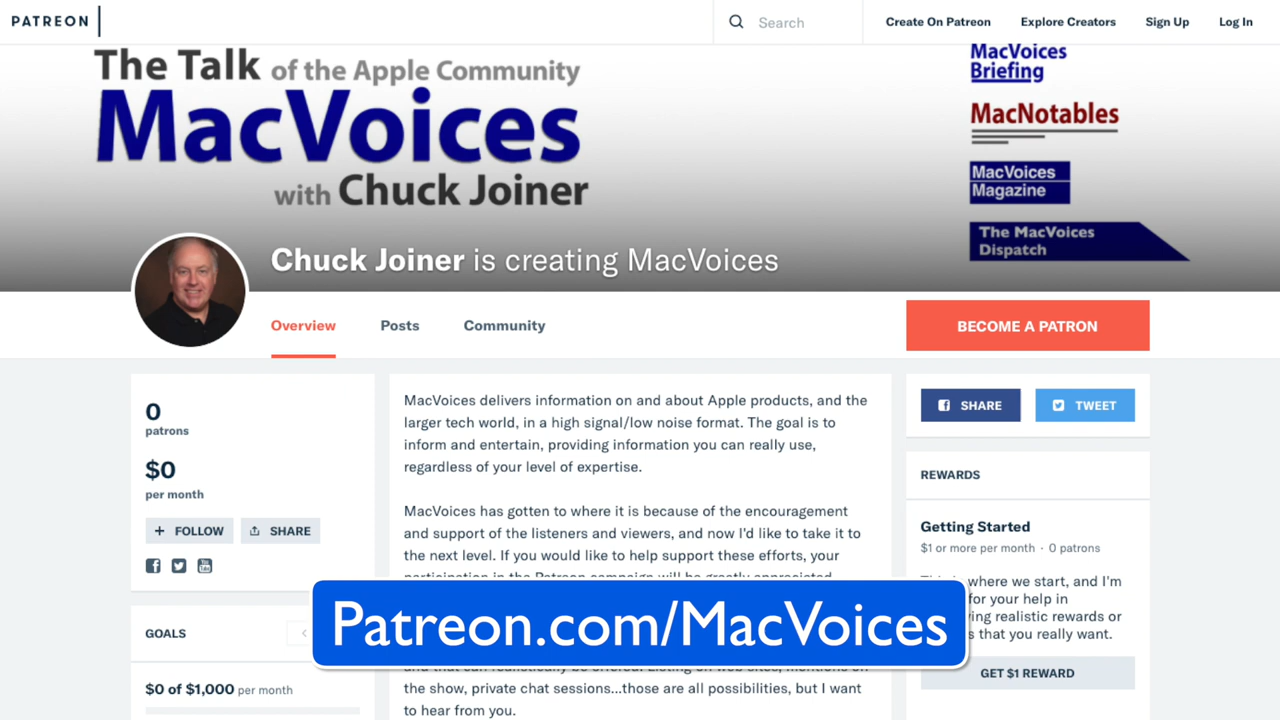 PATREON
Search
Create On Patreon
Explore Creators
Sign Up
Log In
The Talk of the Apple Community
MacVoices
with Chuck Joiner
MacVoices
Briefing
MacNotables
MacVoices
Magazine
The MacVoices
Dispatch
Chuck Joiner is creating MacVoices
Overview
Posts
Community
BECOME A PATRON
0
patrons
$0
per month
+ FOLLOW
SHARE
GOALS
$0 of $1,000 per month
MacVoices delivers information on and about Apple products, and the
larger tech world, in a high signal/low noise format. The goal is to
inform and entertain, providing information you can really use,
regardless of your level of expertise.
MacVoices has gotten to where it is because of the encouragement
and support of the listeners and viewers, and now I'd like to take it to
the next level. If you would like to help support these efforts, your
participation in the Patreon campaign will be greatly appreciated.
Patreon.com/MacVoices
the show, private chat sessions...those are all possibilities, but I want
to hear from you.
SHARE
TWEET
REWARDS
Getting Started
$1 or more per month · 0 patrons
where we start, and I'm
for your help in
realistic rewards or
that you really want.
GET $1 REWARD